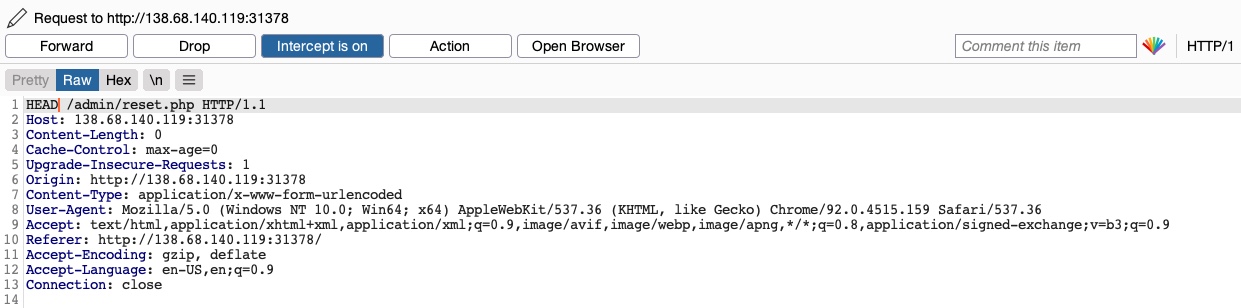 Request to http://138.68.140.119:31378
Forward Drop Intercept is on Action Open Browser Comment this item HTTP/1
Pretty Raw Hex \n
1 HEAD /admin/reset.php HTTP/1.1
2 Host: 138.68.140.119:31378
3 Content-Length: 0
4 Cache-Control: max-age=0
5 Upgrade-Insecure-Requests: 1
6 Origin: http://138.68.140.119:31378
7 Content-Type: application/x-www-form-urlencoded
8 User-Agent: Mozilla/5.0 (Windows NT 10.0; Win64; x64) AppleWebKit/537.36 (KHTML, like Gecko) Chrome/92.0.4515.159 Safari/537.36
9 Accept: text/html,application/xhtml+xml,application/xml;q=0.9,image/avif,image/webp,image/apng,*/*;q=0.8,application/signed-exchange;v=b3;q=0.9
10 Referer: http://138.68.140.119:31378/
11 Accept-Encoding: gzip, deflate
12 Accept-Language: en-US,en;q=0.9
13 Connection: close
14